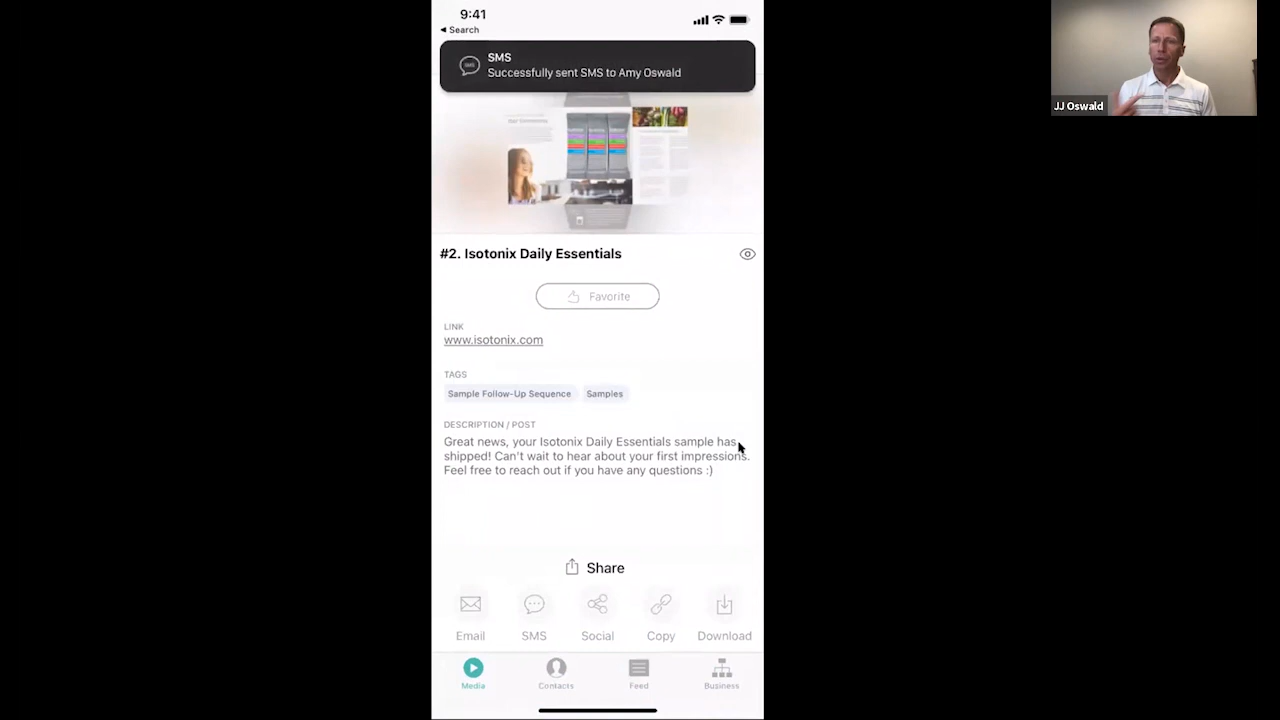 9:41
Search
SMS
SMS
Successfully sent SMS to Amy Oswald
#2. Isotonix Daily Essentials
Favorite
LINK
www.isotonix.com
TAGS
Sample Follow-Up Sequence Samples
DESCRIPTION / POST
Great news, your Isotonix Daily Essentials sample has
shipped! Can't wait to hear about your first impressions.
Feel free to reach out if you have any questions :)
Share
Email SMS Social Copy Download
Media Contacts Feed Business
JJ Oswald